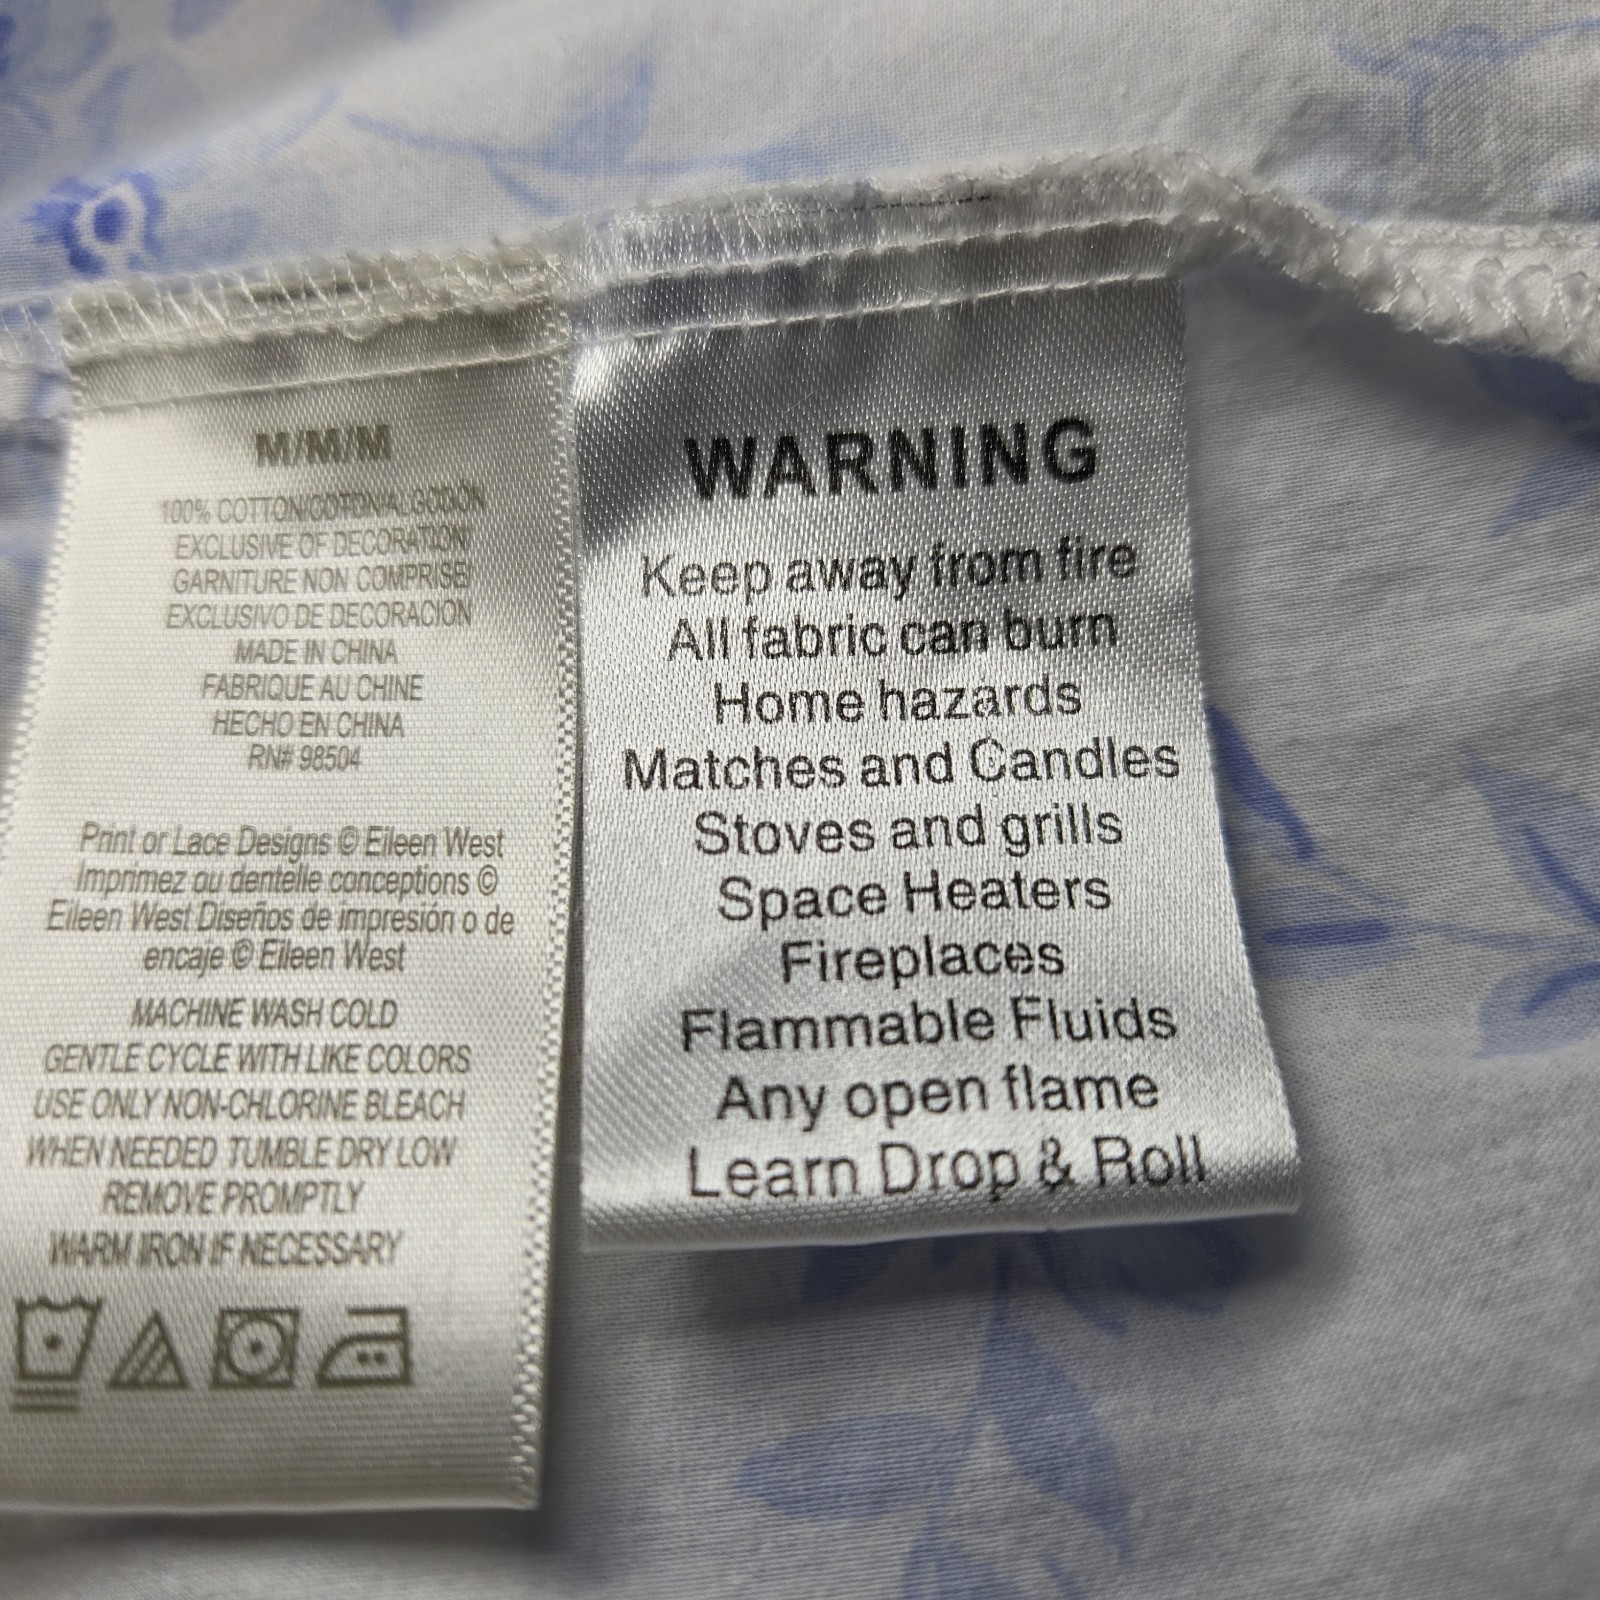 M/M/M
100% COTTON/COTON/ALGODON
EXCLUSIVE OF DECORATION
GARNITURE NON COMPRISE
EXCLUSIVO DE DECORACION
MADE IN CHINA
FABRIQUE AU CHINE
HECHO EN CHINA
RN# 98504
Print or Lace Designs © Eileen West
Imprimez ou dentelle conceptions ©
Eileen West Diseños de impresión o de
encaje © Eileen West
MACHINE WASH COLD
GENTLE CYCLE WITH LIKE COLORS
USE ONLY NON-CHLORINE BLEACH
WHEN NEEDED TUMBLE DRY LOW
REMOVE PROMPTLY
WARM IRON IF NECESSARY
WARNING
Keep away from fire
All fabric can burn
Home hazards
Matches and Candles
Stoves and grills
Space Heaters
Fireplaces
Flammable Fluids
Any open flame
Learn Drop & Roll